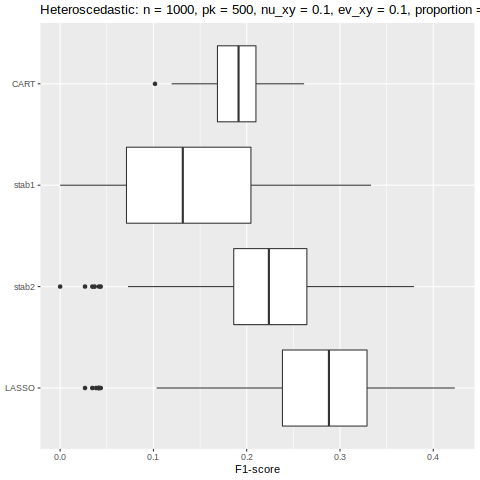 Heteroscedastic: n = 1000, pk = 500, nu_xy = 0.1, ev_xy = 0.1, proportion =
CART
stab1
stab2
LASSO
0.0 0.1 0.2 0.3 0.4
F1-score